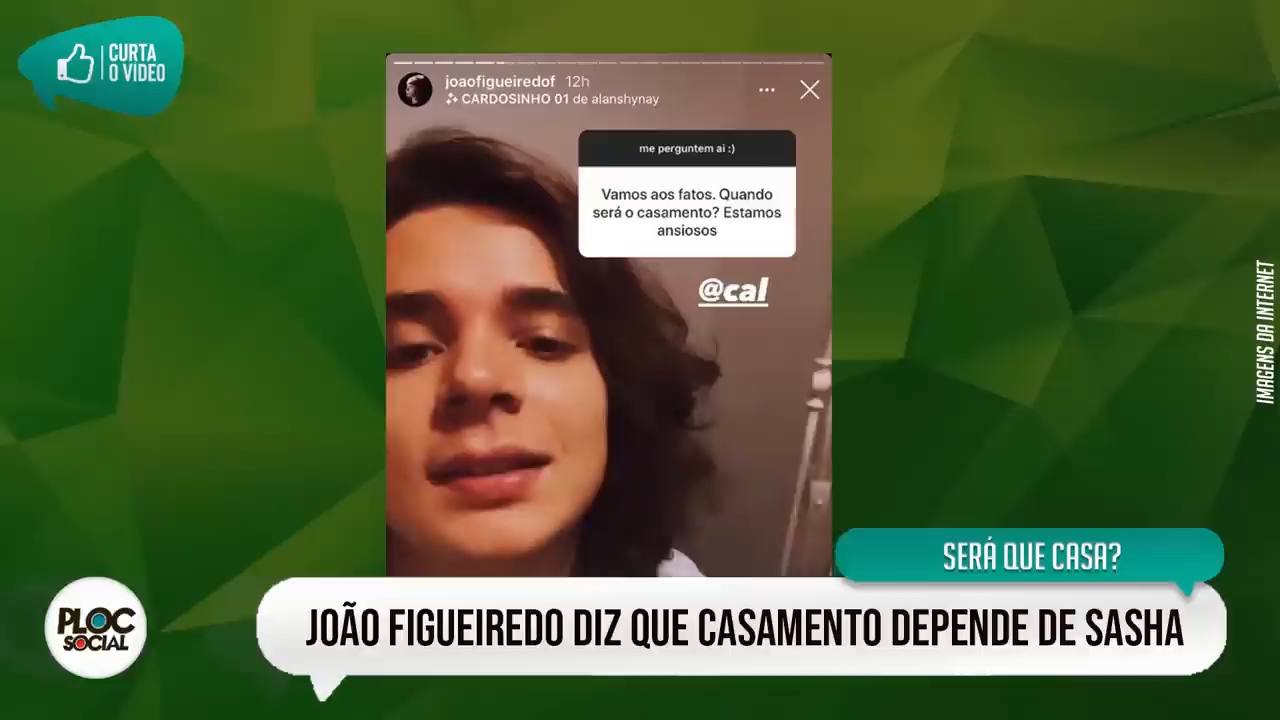 CURTA
O VIDEO
joaofigueiredof 12h
CARDOSINHO 01 de alanshynay
me perguntem ai :)
Vamos aos fatos. Quando
será o casamento? Estamos
ansiosos
@cal
IMAGENS DA INTERNET
SERÁ QUE CASA?
PLOC
SOCIAL
JOÃO FIGUEIREDO DIZ QUE CASAMENTO DEPENDE DE SASHA